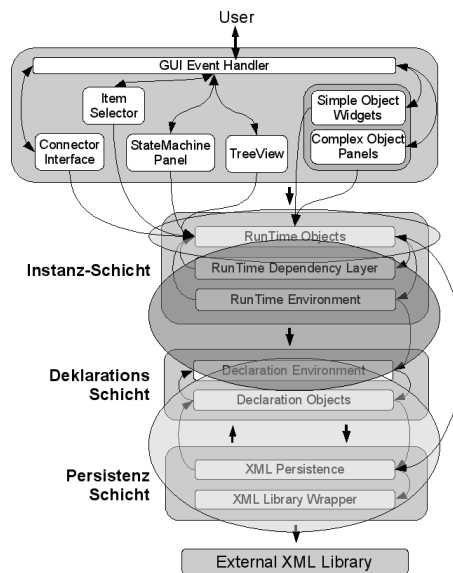 User
GUI Event Handler
Item
Selector
Simple Object
Widgets
Connector
Interface
StateMachine
Panel
TreeView
Complex Object
Panels
RunTime Objects
Instanz-Schicht
RunTime Dependency Layer
RunTime Environment
Declaration Environment
Deklarations
Schicht
Declaration Objects
XML Persistence
Persistenz
Schicht
XML Library Wrapper
External XML Library